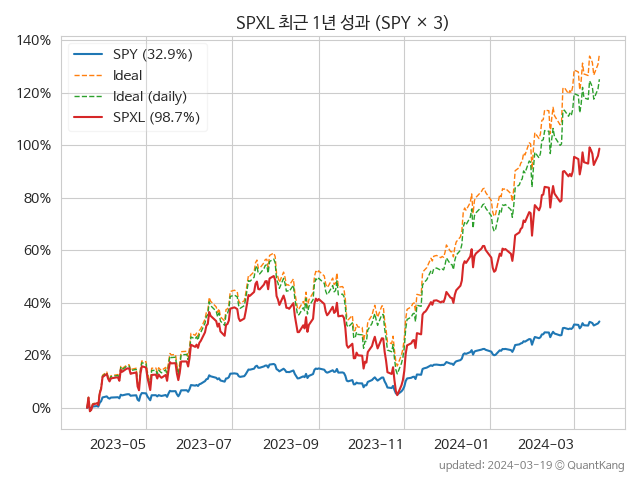 SPXL 최근 1년 성과 (SPY × 3)
140%
120%
100%
80%
60%
40%
20%
0%
SPY (32.9%)
Ideal
Ideal (daily)
SPXL (98.7%)
2023-05
2023-07
2023-09
2023-11
2024-01
2024-03
updated: 2024-03-19 ⓒ QuantKang